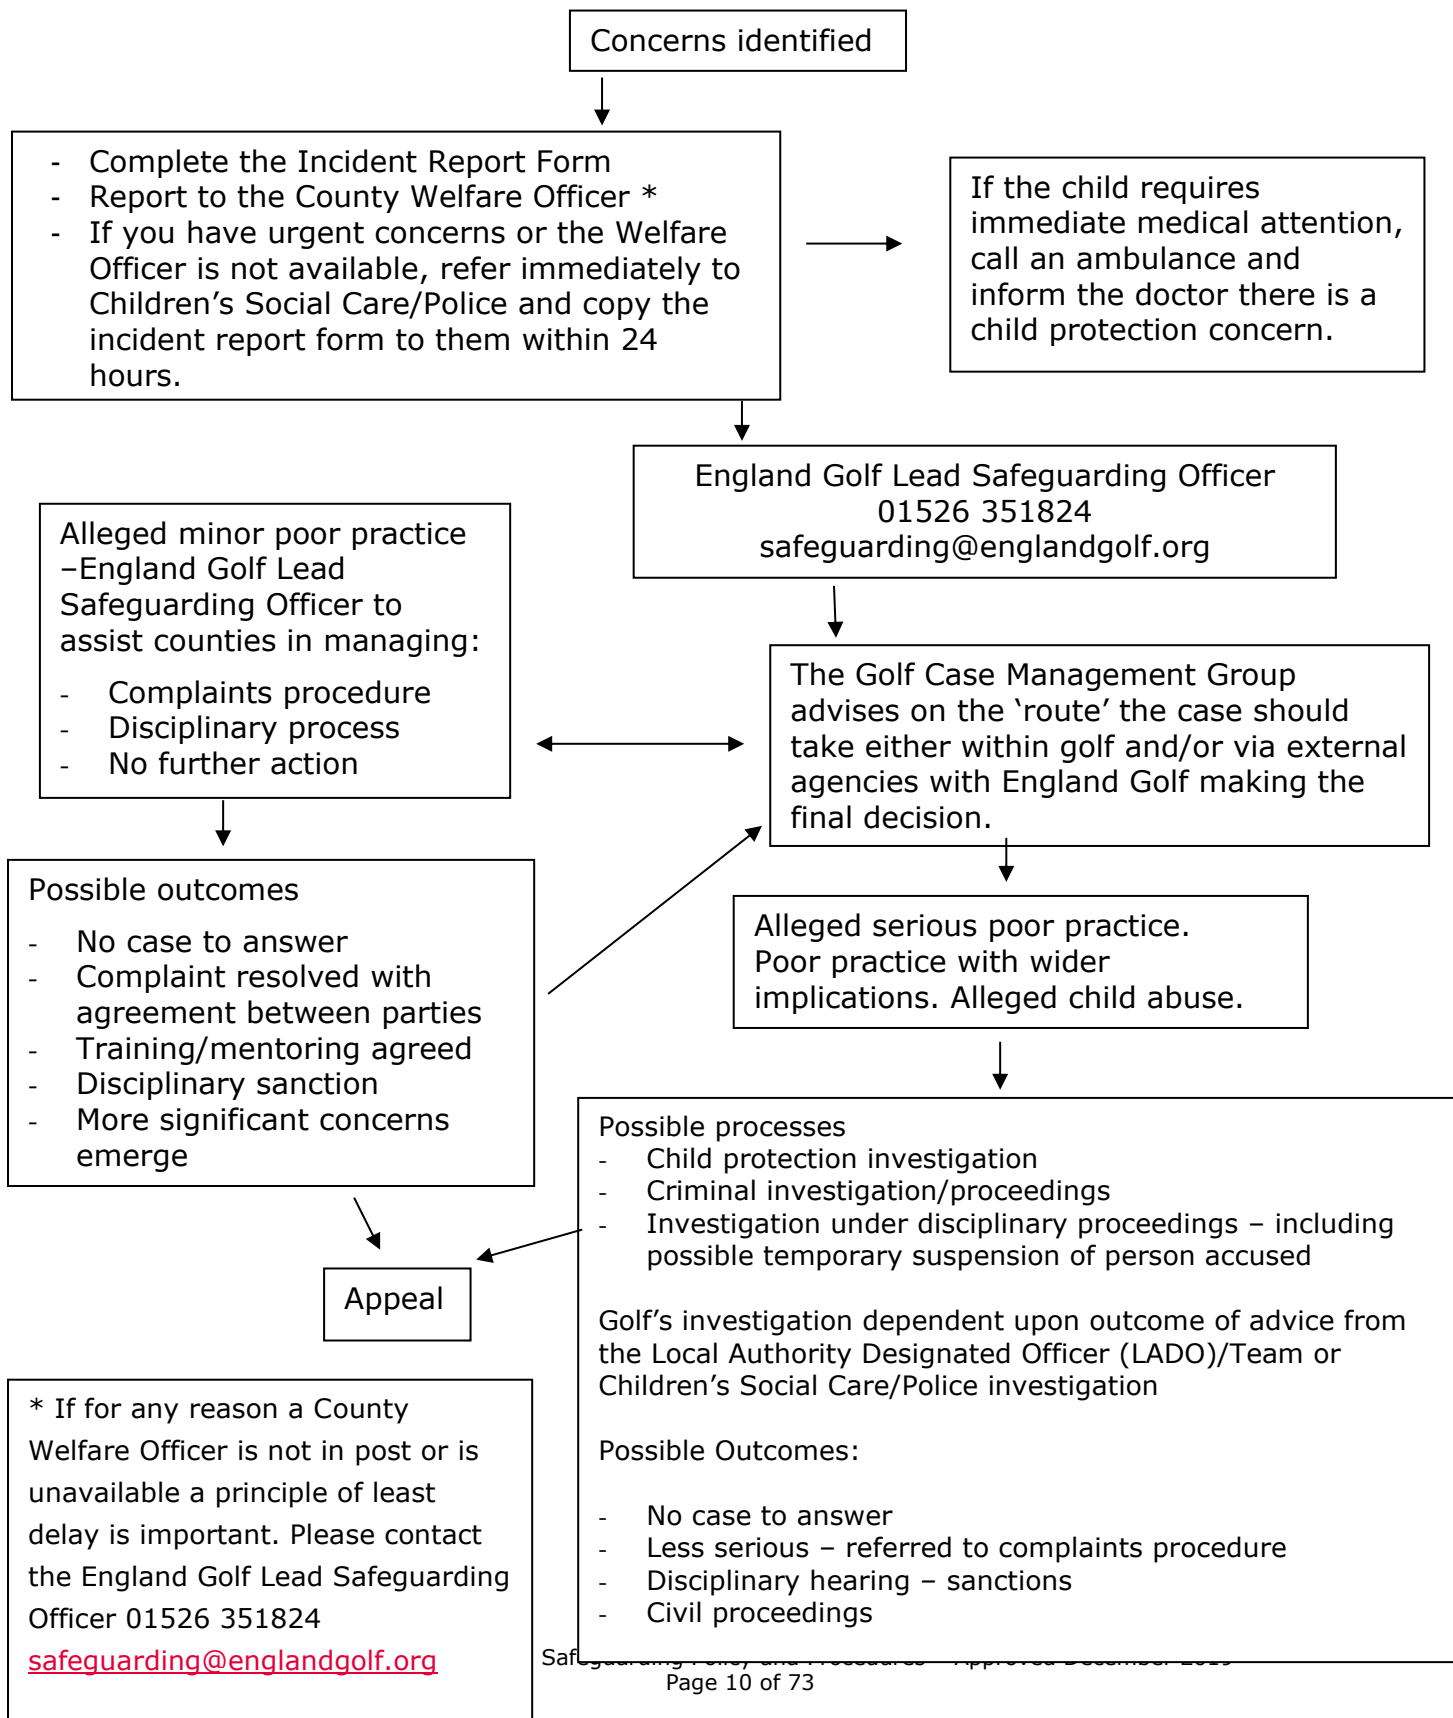 Concerns identified
- Complete the Incident Report Form
- Report to the County Welfare Officer *
- If you have urgent concerns or the Welfare
Officer is not available, refer immediately to
Children's Social Care/Police and copy the
incident report form to them within 24
hours.
If the child requires
immediate medical attention,
call an ambulance and
inform the doctor there is a
child protection concern.
England Golf Lead Safeguarding Officer
01526 351824
safeguarding@englandgolf.org
Alleged minor poor practice
–England Golf Lead
Safeguarding Officer to
assist counties in managing:
- Complaints procedure
- Disciplinary process
- No further action
The Golf Case Management Group
advises on the ‘route’ the case should
take either within golf and/or via external
agencies with England Golf making the
final decision.
Possible outcomes
- No case to answer
- Complaint resolved with
agreement between parties
- Training/mentoring agreed
- Disciplinary sanction
- More significant concerns
emerge
Alleged serious poor practice.
Poor practice with wider
implications. Alleged child abuse.
Possible processes
- Child protection investigation
- Criminal investigation/proceedings
- Investigation under disciplinary proceedings – including
possible temporary suspension of person accused
Golf’s investigation dependent upon outcome of advice from
the Local Authority Designated Officer (LADO)/Team or
Children’s Social Care/Police investigation
Possible Outcomes:
- No case to answer
- Less serious – referred to complaints procedure
- Disciplinary hearing – sanctions
- Civil proceedings
Appeal
* If for any reason a County
Welfare Officer is not in post or is
unavailable a principle of least
delay is important. Please contact
the England Golf Lead Safeguarding
Officer 01526 351824
safeguarding@englandgolf.org
Safeguarding Policy and Procedures Approved December 2019
Page 10 of 73